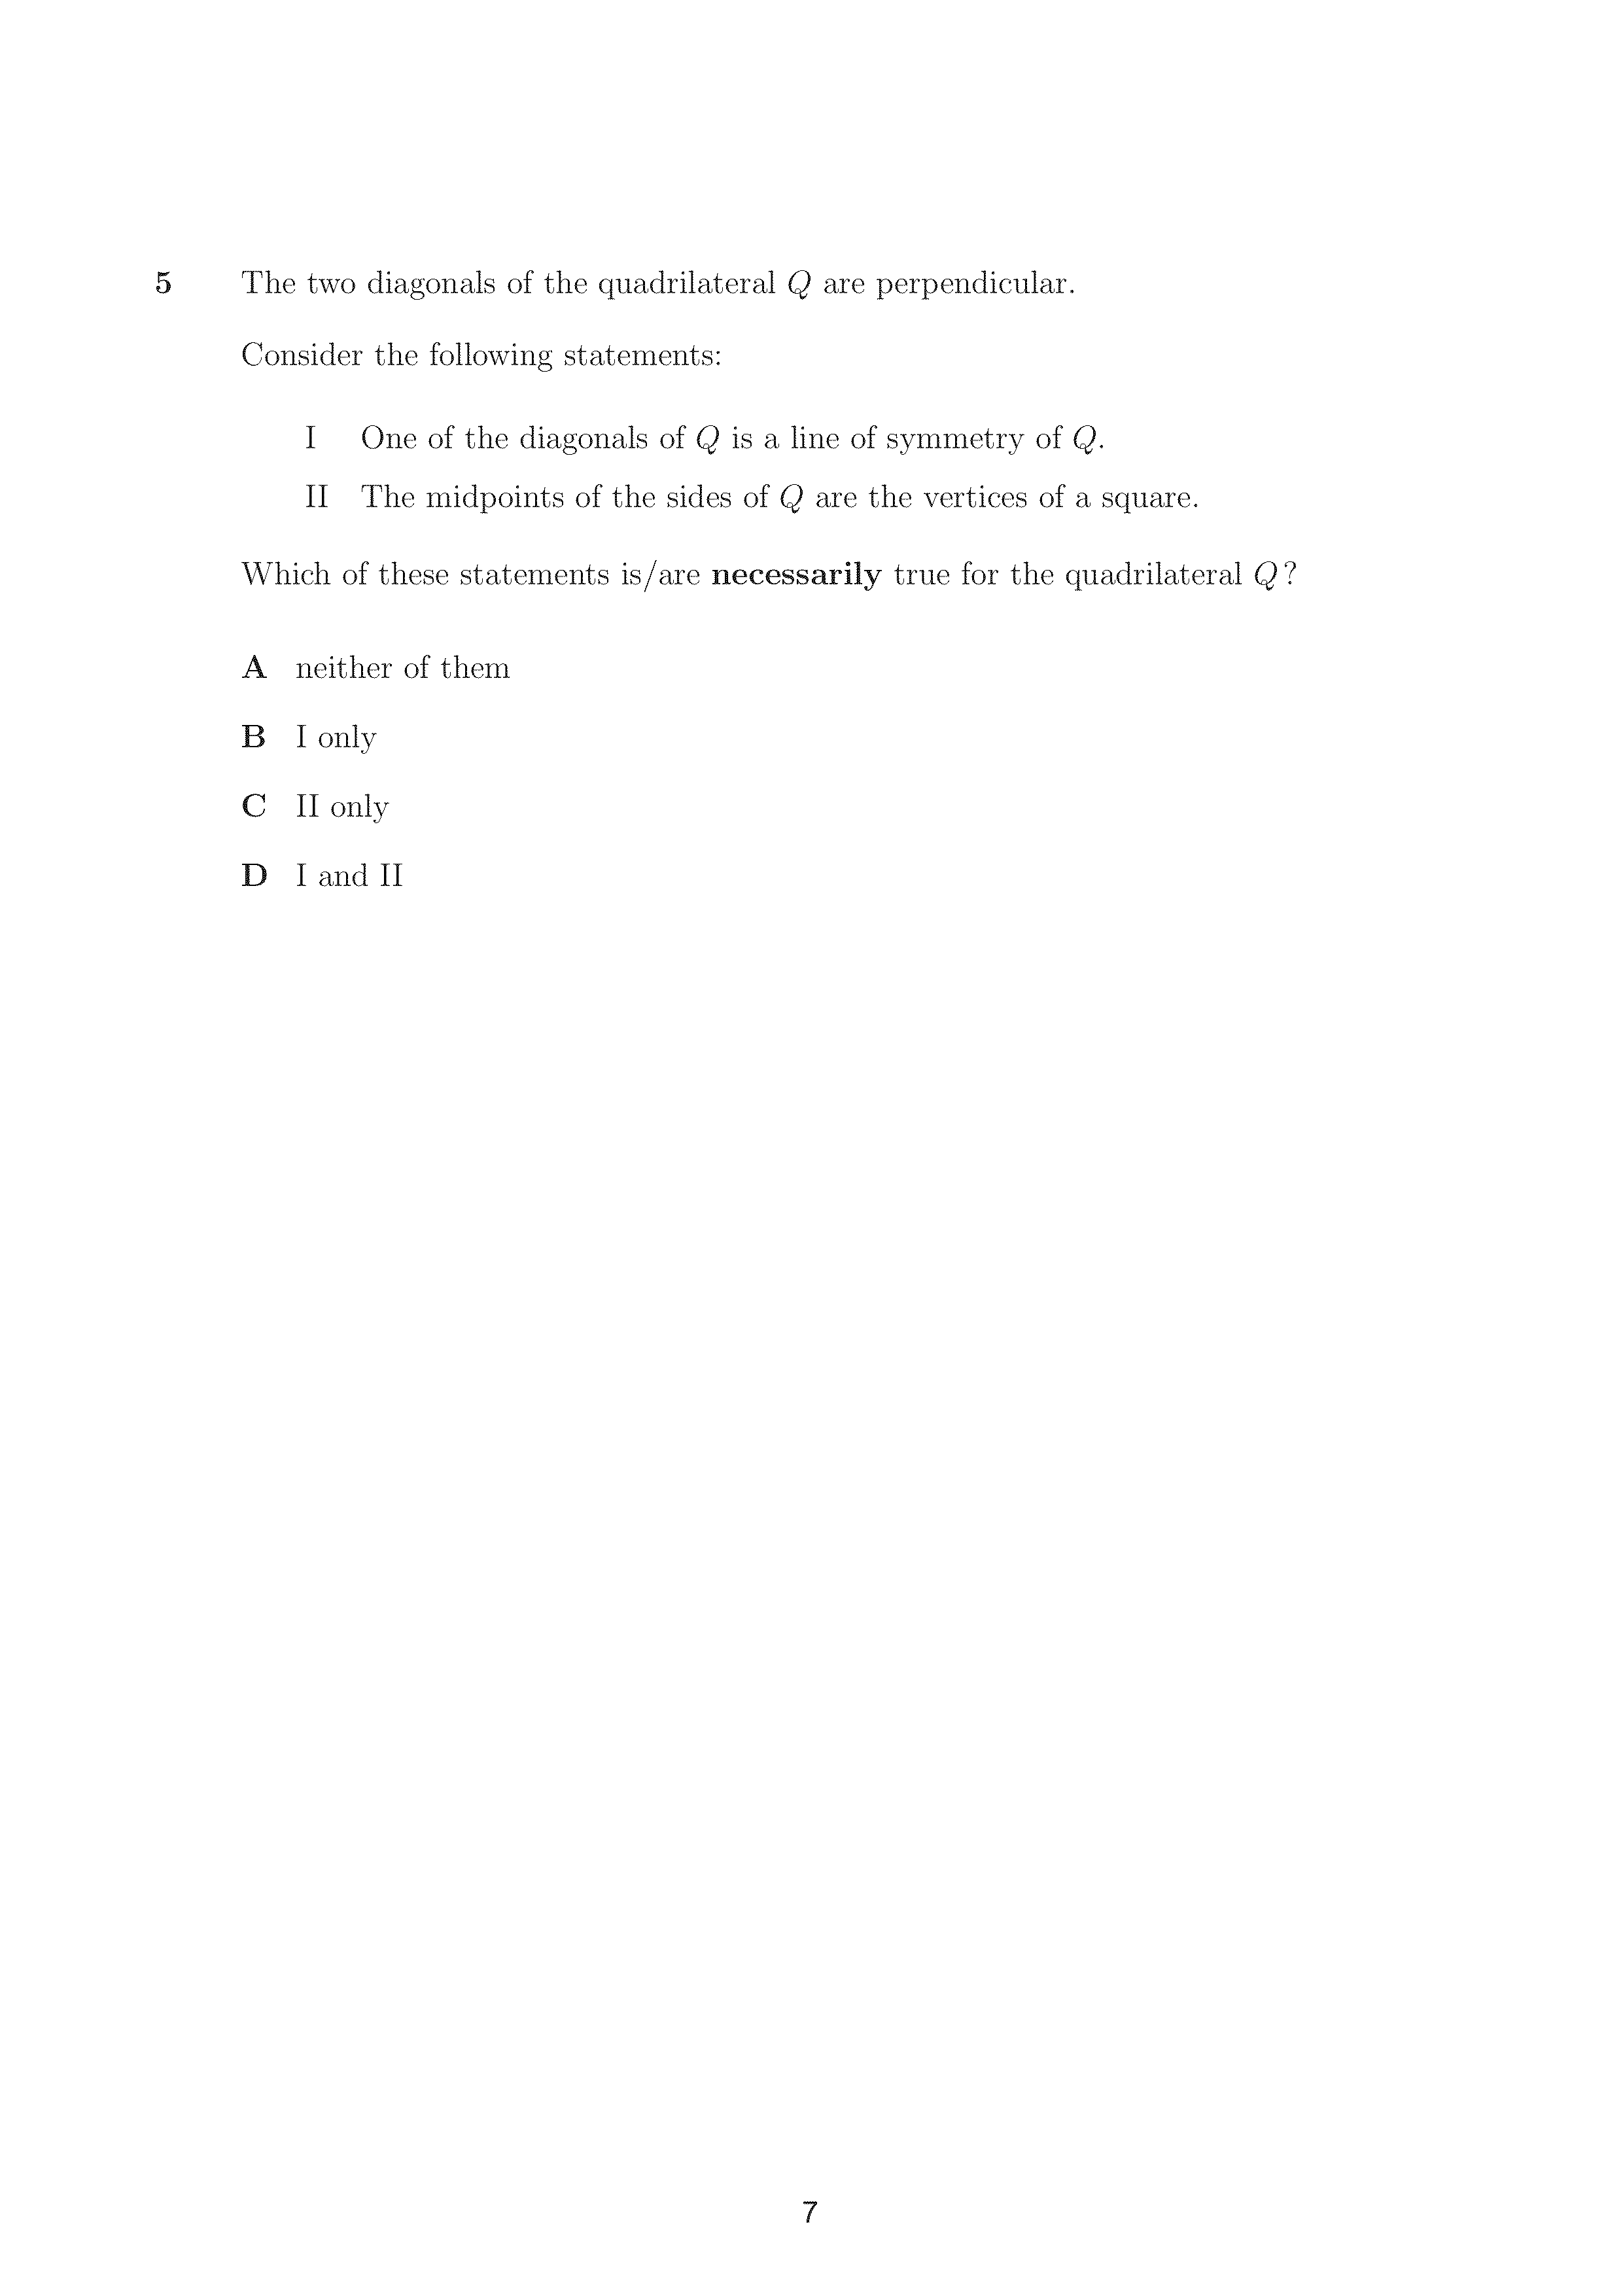 5 The two diagonals of the quadrilateral Q are perpendicular.
Consider the following statements:
I One of the diagonals of Q is a line of symmetry of Q.
II The midpoints of the sides of Q are the vertices of a square.
Which of these statements is/are necessarily true for the quadrilateral Q?
A neither of them
B I only
C II only
D I and II
7